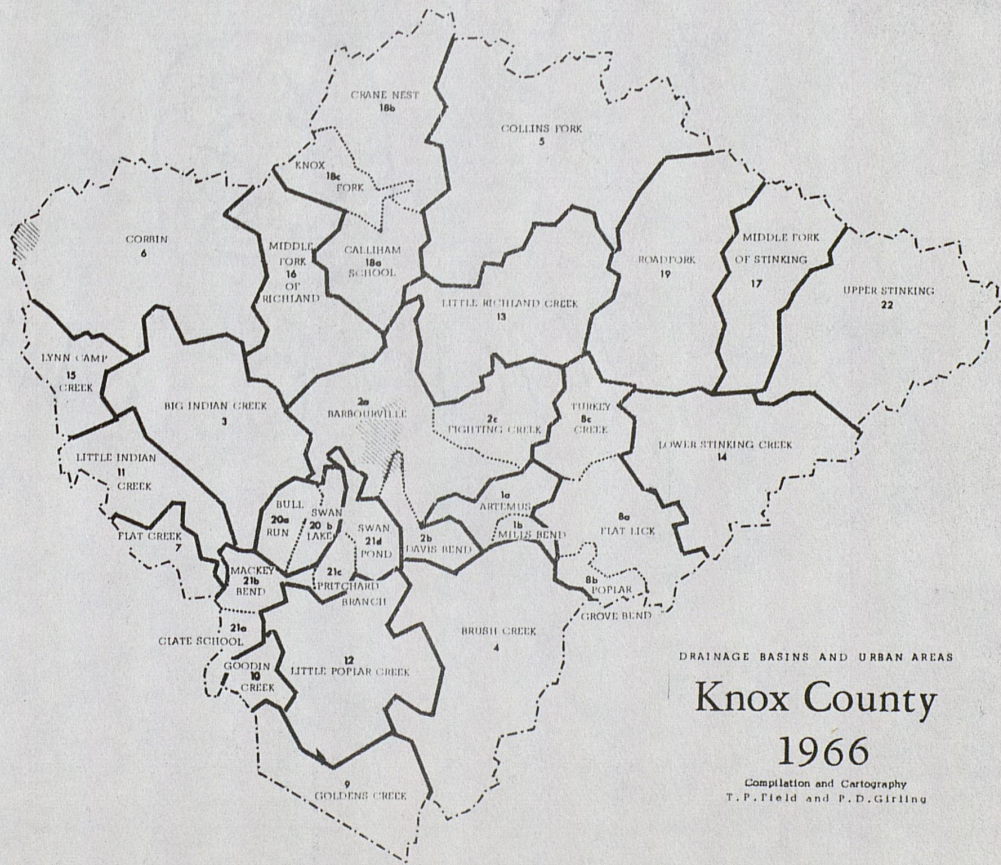 CRANE NEST
18b
COLLINS FORK
5
KNOX
18c
FORK
CORBIN
6
MIDDLE
FORK
16
OF
RICHLAND
CALLIHAM
18a
SCHOOL
ROADFORK
19
MIDDLE FORK
OF STINKING
17
UPPER STINKING
22
LITTLE RICHLAND CREEK
13
LYNN CAMP
15
CREEK
BIG INDIAN CREEK
3
2a
BARBOURVILLE
2c
FIGHTING CREEK
TURKEY
8c
CREEK
LOWER STINKING CREEK
14
LITTLE INDIAN
11
CREEK
FLAT CREEK
7
BULL
20a
RUN
SWAN
20b
LAKE
SWAN
21d
POND
2b
DAVIS BEND
1a
ARTEMUS
1b
MILLS BEND
8a
FLAT LICK
MACKEY
21b
BEND
21c
PRITCHARD
BRANCH
8b
POPLAR
GROVE BEND
21a
CLATE SCHOOL
GOODIN
10
CREEK
12
LITTLE POPLAR CREEK
BRUSH CREEK
4
9
GOLDENS CREEK
DRAINAGE BASINS AND URBAN AREAS
Knox County
1966
Compilation and Cartography
T.P.Field and P.D.Girling